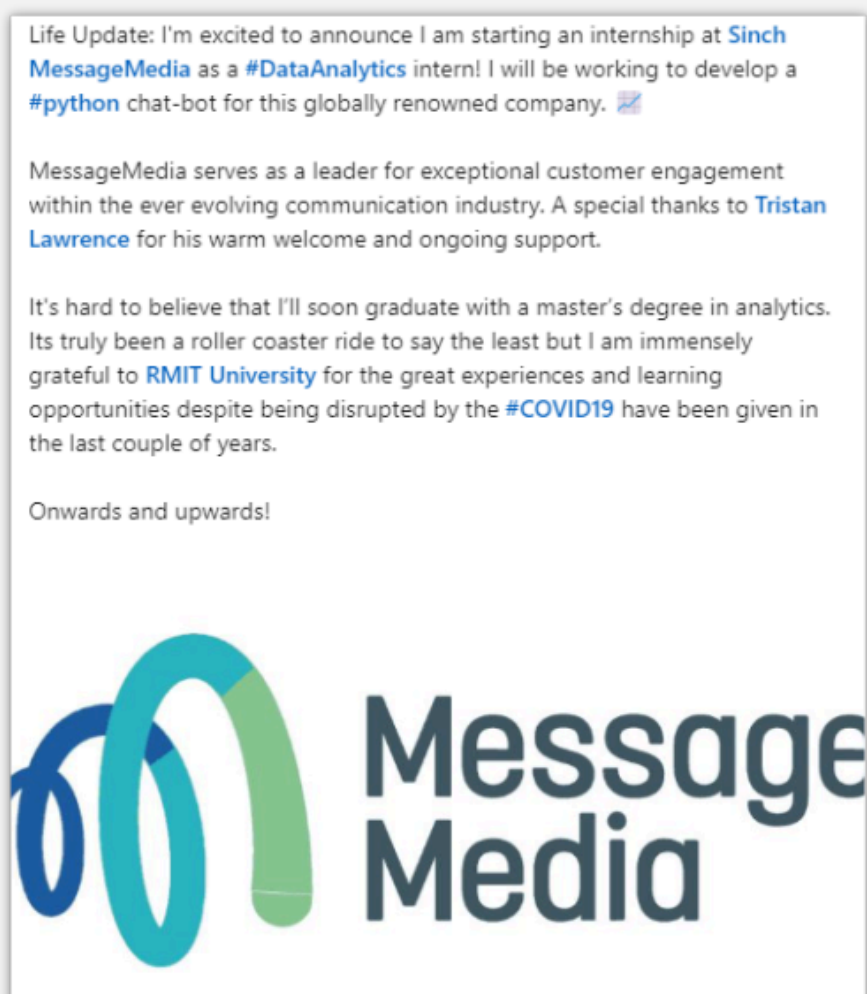 Life Update: I'm excited to announce I am starting an internship at Sinch
MessageMedia as a #DataAnalytics intern! I will be working to develop a
#python chat-bot for this globally renowned company. 📈
MessageMedia serves as a leader for exceptional customer engagement
within the ever evolving communication industry. A special thanks to Tristan
Lawrence for his warm welcome and ongoing support.
It's hard to believe that I'll soon graduate with a master's degree in analytics.
Its truly been a roller coaster ride to say the least but I am immensely
grateful to RMIT University for the great experiences and learning
opportunities despite being disrupted by the #COVID19 have been given in
the last couple of years.
Onwards and upwards!
Message
Media